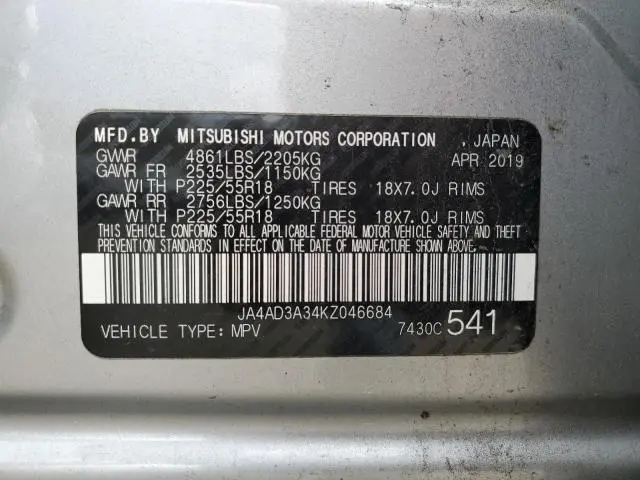 MFD.BY MITSUBISHI MOTORS CORPORATION .JAPAN
GVWR 4861LBS/2205KG APR 2019
GAWR FR 2535LBS/1150KG
WITH P225/55R18 TIRES 18X7.0J RIMS
GAWR RR 2756LBS/1250KG
WITH P225/55R18 TIRES 18X7.0J RIMS
THIS VEHICLE CONFORMS TO ALL APPLICABLE FEDERAL MOTOR VEHICLE SAFETY AND THEFT
PREVENTION STANDARDS IN EFFECT ON THE DATE OF MANUFACTURE SHOWN ABOVE.
JA4AD3A34KZ046684
VEHICLE TYPE: MPV 7430C 541